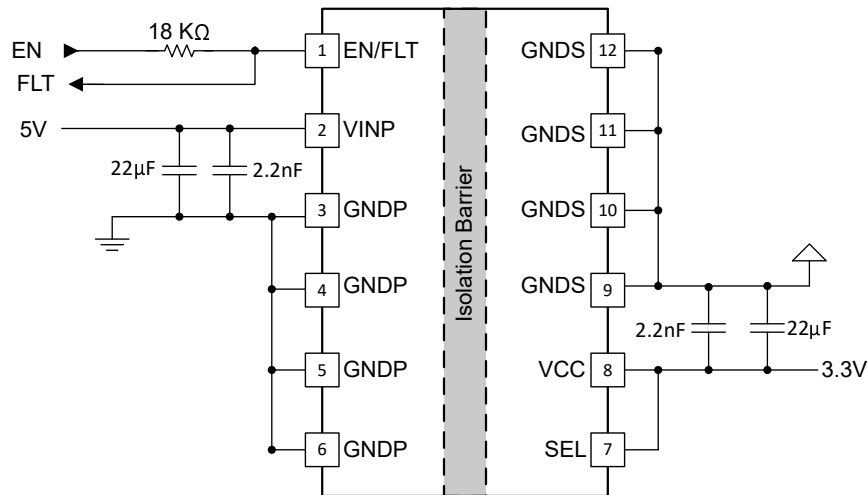 18 KΩ
EN
1
EN/FLT
GNDS
12
FLT
5V
2
VINP
GNDS
11
22µF
2.2nF
3
GNDP
GNDS
10
Isolation Barrier
4
GNDP
GNDS
9
2.2nF
22µF
5
GNDP
VCC
8
3.3V
6
GNDP
SEL
7